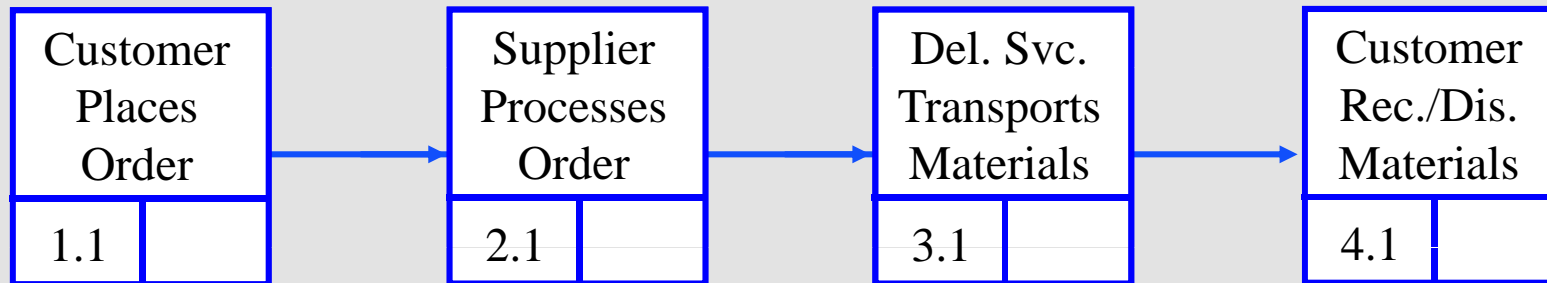 Customer
Places
Order
1.1
Supplier
Processes
Order
2.1
Del. Svc.
Transports
Materials
3.1
Customer
Rec./Dis.
Materials
4.1